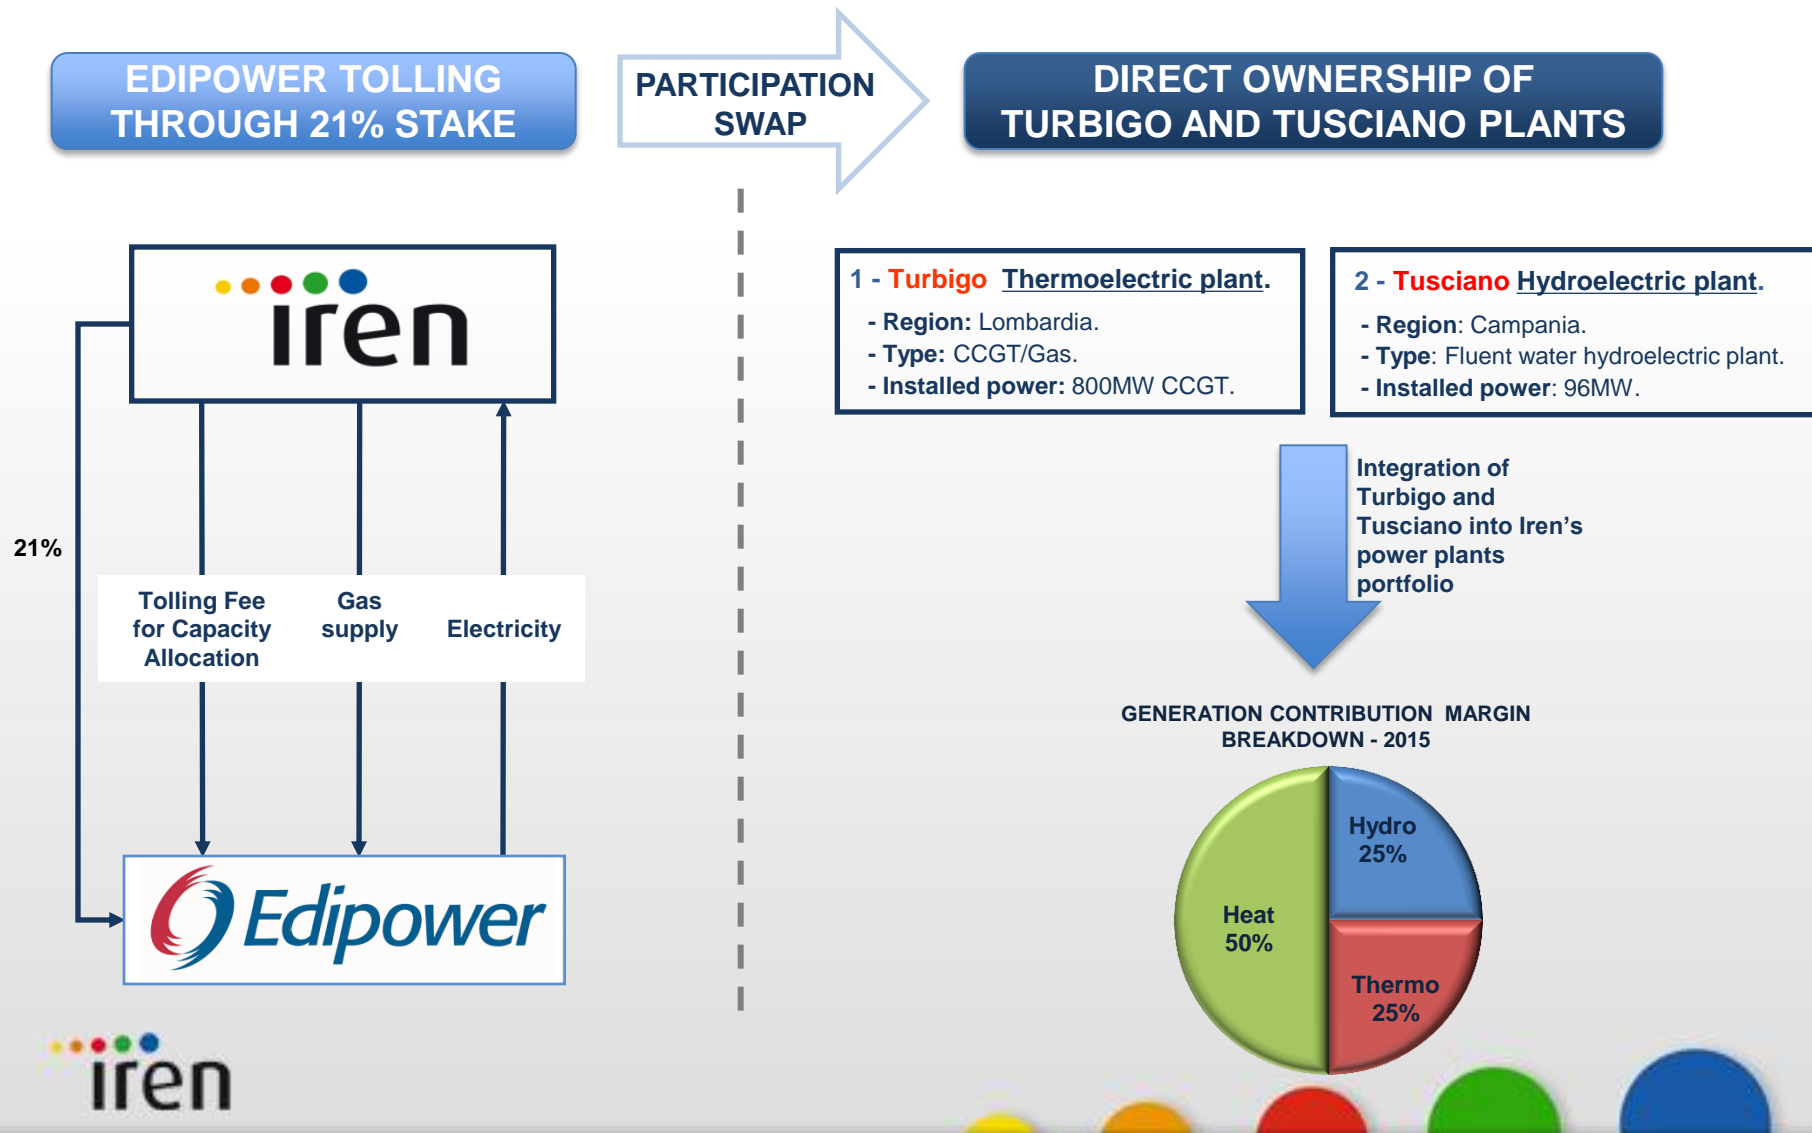 EDIPOWER TOLLING
THROUGH 21% STAKE
PARTICIPATION
SWAP
DIRECT OWNERSHIP OF
TURBIGO AND TUSCIANO PLANTS
iren
21%
Tolling Fee
for Capacity
Allocation
Gas
supply
Electricity
Edipower
1 - Turbigo Thermoelectric plant.
- Region: Lombardia.
- Type: CCGT/Gas.
- Installed power: 800MW CCGT.
2 - Tusciano Hydroelectric plant.
- Region: Campania.
- Type: Fluent water hydroelectric plant.
- Installed power: 96MW.
Integration of
Turbigo and
Tusciano into Iren’s
power plants
portfolio
GENERATION CONTRIBUTION MARGIN
BREAKDOWN - 2015
Hydro
25%
Heat
50%
Thermo
25%
iren